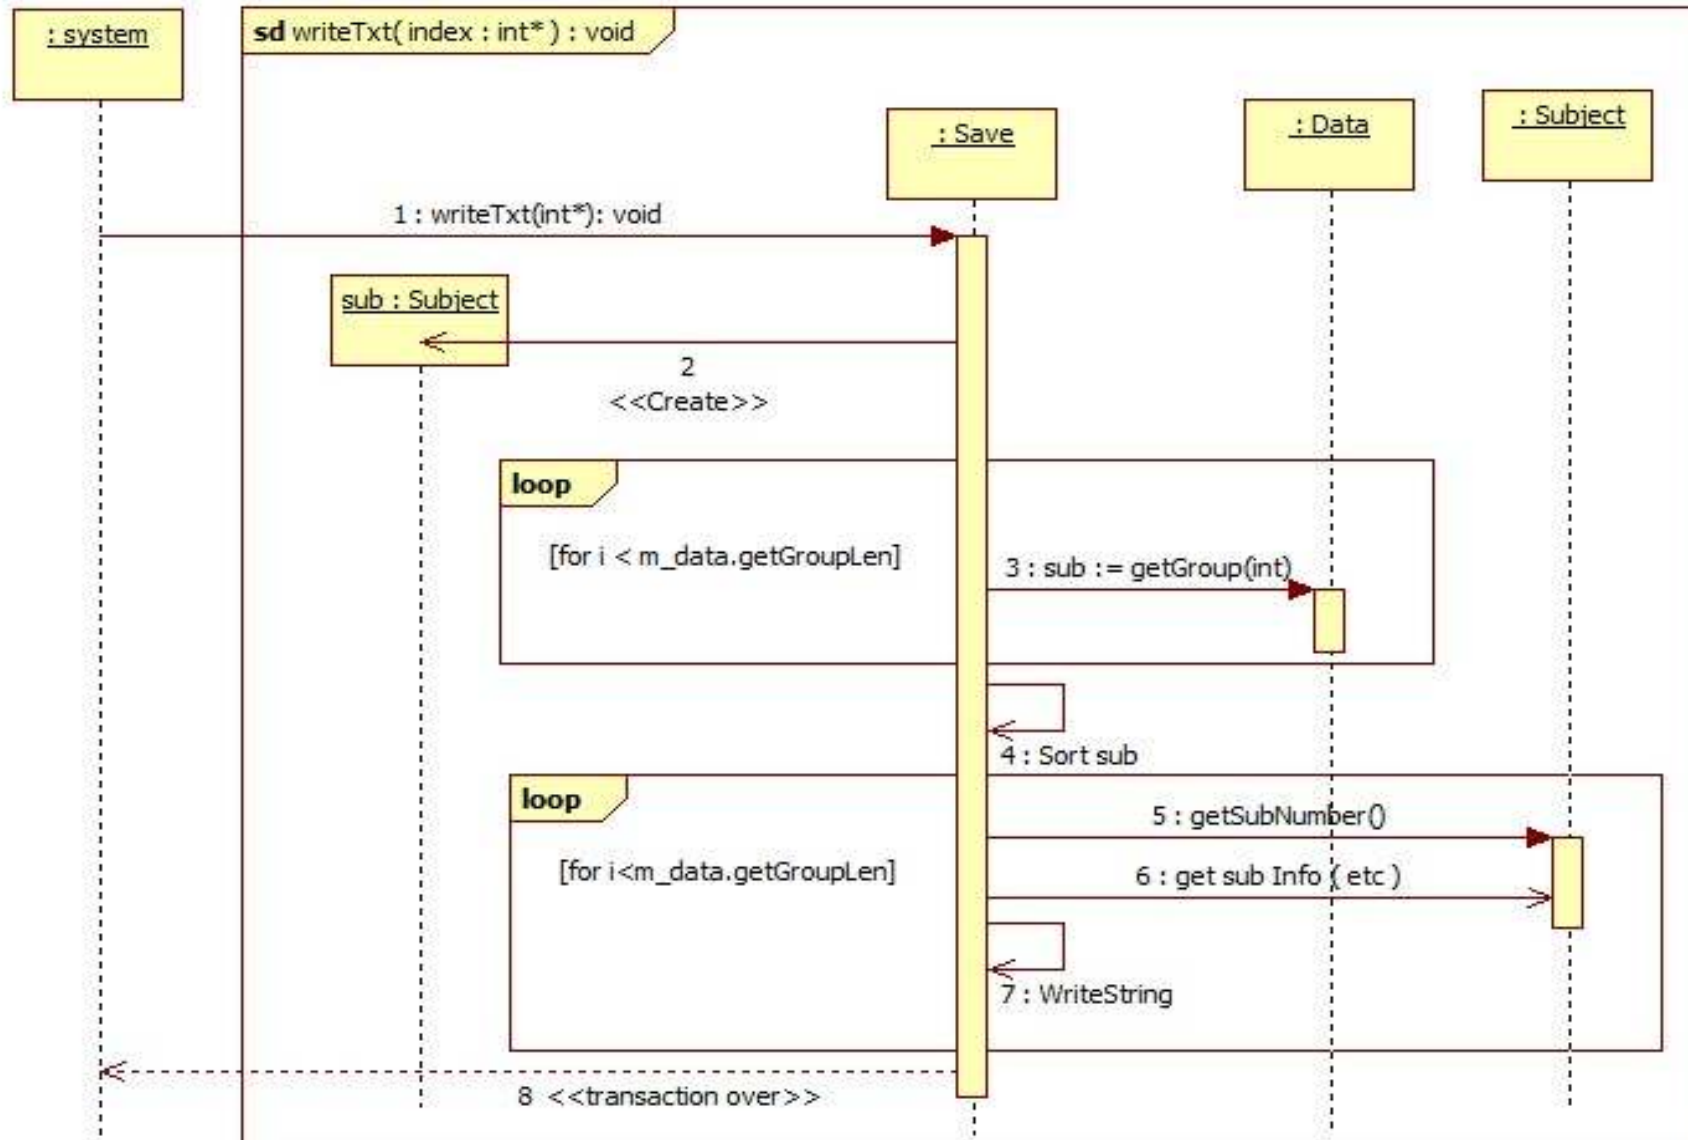 : system
sd writeTxt( index : int* ) : void
: Save
: Data
: Subject
1 : writeTxt(int*): void
sub : Subject
2
<<Create>>
loop
[for i < m_data.getGroupLen]
3 : sub := getGroup(int)
4 : Sort sub
loop
5 : getSubNumber()
[for i<m_data.getGroupLen]
6 : get sub Info ( etc )
7 : WriteString
8 <<transaction over>>